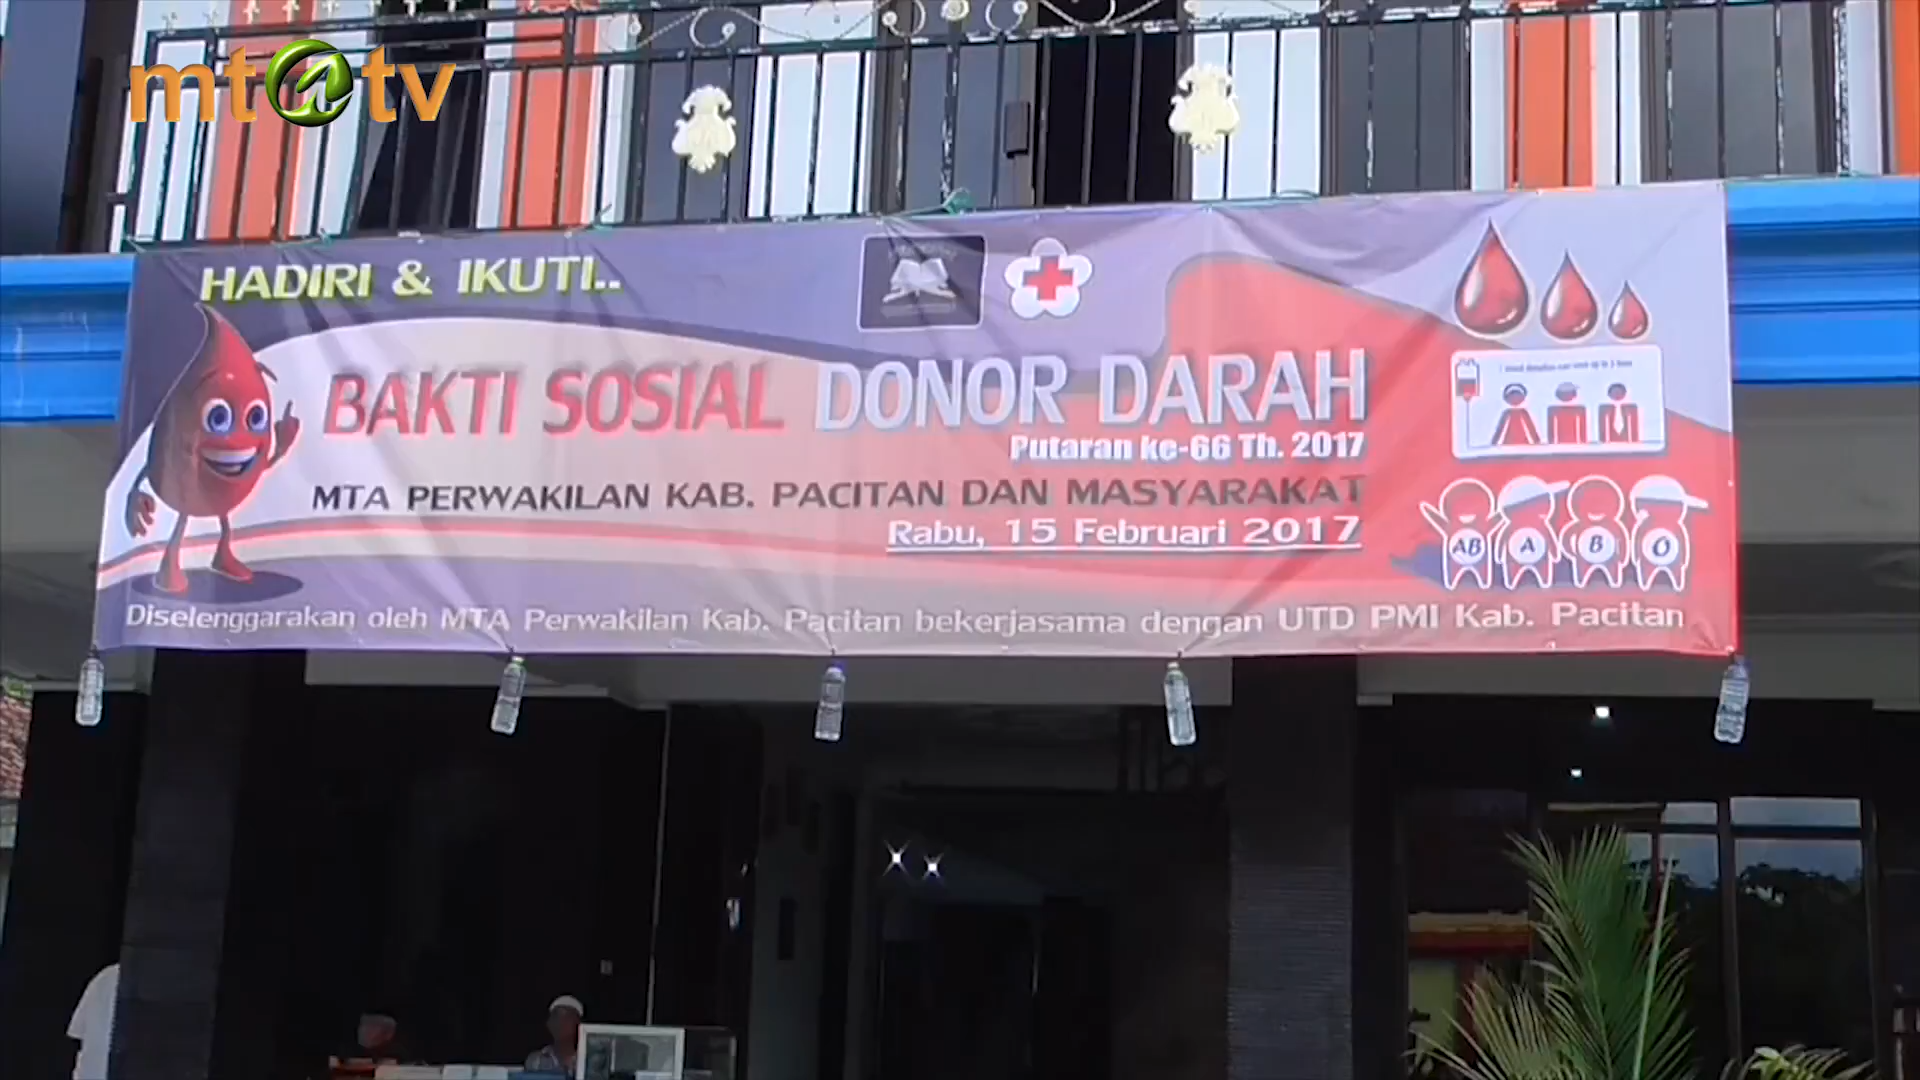 mt@tv
HADIRI & IKUTI..
BAKTI SOSIAL DONOR DARAH
Putaran ke-66 Th. 2017
MTA PERWAKILAN KAB. PACITAN DAN MASYARAKAT
Rabu, 15 Februari 2017
AB A B O
Diselenggarakan oleh MTA Perwakilan Kab. Pacitan bekerjasama dengan UTD PMI Kab. Pacitan